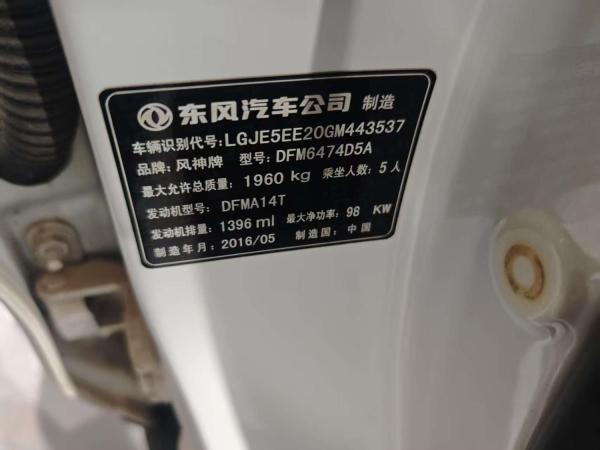 东风汽车公司 制造
车辆识别代号:LGJE5EE20GM443537
品牌:风神牌 型号:DFM6474D5A
最大允许总质量:1960 kg 乘坐人数:5人
发动机型号:DFMA14T
发动机排量:1396 ml 最大净功率:98 KW
制造年月:2016/05 制造国:中国